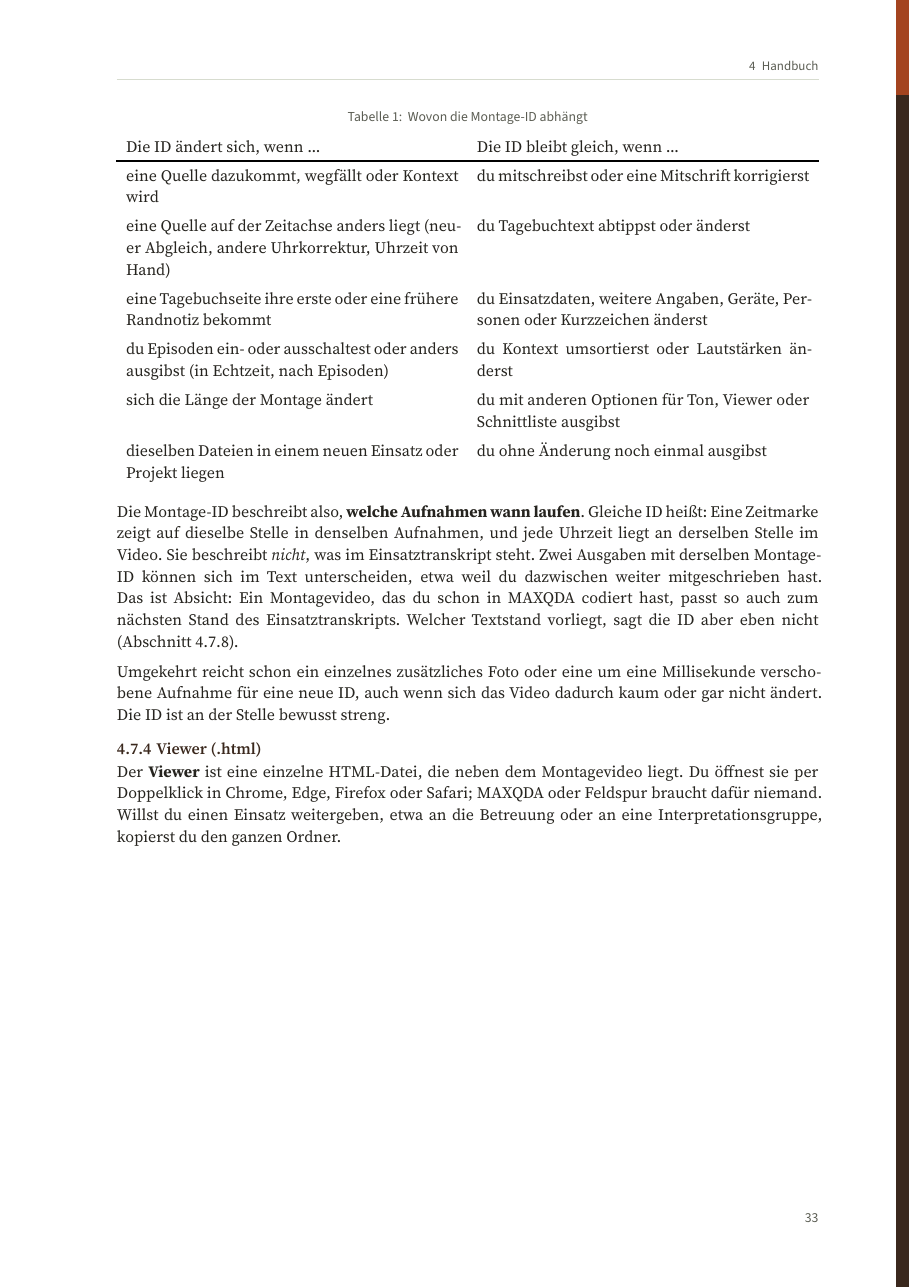 4 Handbuch
Tabelle 1: Wovon die Montage-ID abhängt
Die ID ändert sich, wenn ... Die ID bleibt gleich, wenn ...
eine Quelle dazukommt, wegfällt oder Kontext du mitschreibst oder eine Mitschrift korrigierst
wird
eine Quelle auf der Zeitachse anders liegt (neu- du Tagebuchtext abtippst oder änderst
er Abgleich, andere Uhrkorrektur, Uhrzeit von
Hand)
eine Tagebuchseite ihre erste oder eine frühere du Einsatzdaten, weitere Angaben, Geräte, Per-
Randnotiz bekommt sonen oder Kurzzeichen änderst
du Episoden ein- oder ausschaltest oder anders du Kontext umsortierst oder Lautstärken än-
ausgibst (in Echtzeit, nach Episoden) derst
sich die Länge der Montage ändert du mit anderen Optionen für Ton, Viewer oder
Schnittliste ausgibst
dieselben Dateien in einem neuen Einsatz oder du ohne Änderung noch einmal ausgibst
Projekt liegen
Die Montage-ID beschreibt also, welche Aufnahmen wann laufen. Gleiche ID heißt: Eine Zeitmarke
zeigt auf dieselbe Stelle in denselben Aufnahmen, und jede Uhrzeit liegt an derselben Stelle im
Video. Sie beschreibt nicht, was im Einsatztranskript steht. Zwei Ausgaben mit derselben Montage-
ID können sich im Text unterscheiden, etwa weil du dazwischen weiter mitgeschrieben hast.
Das ist Absicht: Ein Montagevideo, das du schon in MAXQDA codiert hast, passt so auch zum
nächsten Stand des Einsatztranskripts. Welcher Textstand vorliegt, sagt die ID aber eben nicht
(Abschnitt 4.7.8).
Umgekehrt reicht schon ein einzelnes zusätzliches Foto oder eine um eine Millisekunde verscho-
bene Aufnahme für eine neue ID, auch wenn sich das Video dadurch kaum oder gar nicht ändert.
Die ID ist an der Stelle bewusst streng.
4.7.4 Viewer (.html)
Der Viewer ist eine einzelne HTML-Datei, die neben dem Montagevideo liegt. Du öffnest sie per
Doppelklick in Chrome, Edge, Firefox oder Safari; MAXQDA oder Feldspur braucht dafür niemand.
Willst du einen Einsatz weitergeben, etwa an die Betreuung oder an eine Interpretationsgruppe,
kopierst du den ganzen Ordner.
33